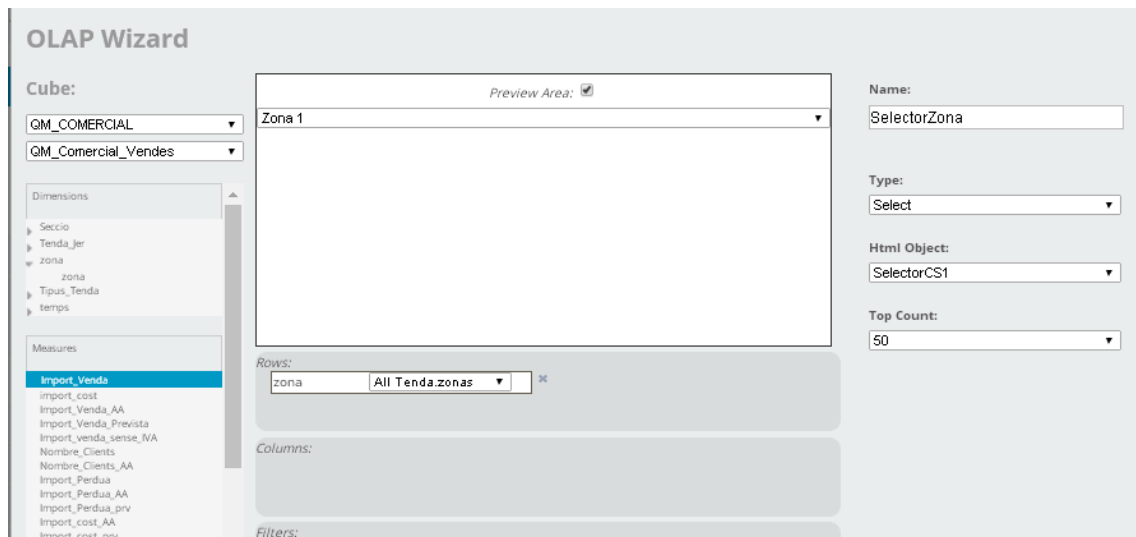 OLAP Wizard
Cube:
QM_COMERCIAL
QM_Comercial_Vendes
Dimensions
Seccio
Tenda_Jer
zona
zona
Tipus_Tenda
temps
Measures
Import_Venda
import_cost
Import_Venda_AA
Import_Venda_Prevista
Import_venda_sense_IVA
Nombre_Clients
Nombre_Clients_AA
Import_Perdua
Import_Perdua_AA
Import_Perdua_prv
Import_cost_AA
Import_cost_prv
Preview Area:
Zona 1
Rows:
zona All Tenda.zonas
Columns:
Filters:
Name:
SelectorZona
Type:
Select
Html Object:
SelectorCS1
Top Count:
50